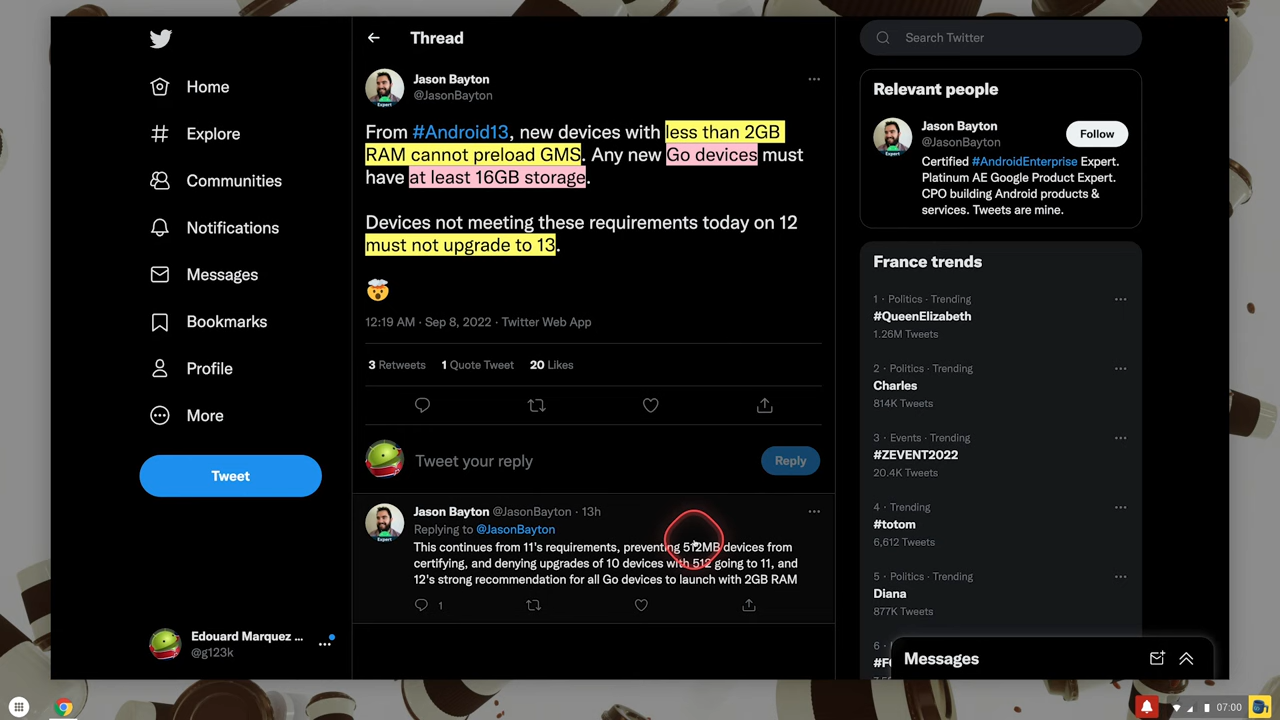 Home
Explore
Communities
Notifications
Messages
Bookmarks
Profile
More
Tweet
Edouard Marquez ...
@g123k
Thread
Jason Bayton
@JasonBayton
Expert
From #Android13, new devices with less than 2GB
RAM cannot preload GMS. Any new Go devices must
have at least 16GB storage.
Devices not meeting these requirements today on 12
must not upgrade to 13.
12:19 AM · Sep 8, 2022 · Twitter Web App
3 Retweets 1 Quote Tweet 20 Likes
Tweet your reply
Reply
Jason Bayton @JasonBayton · 13h
Replying to @JasonBayton
Expert
This continues from 11's requirements, preventing 512MB devices from
certifying, and denying upgrades of 10 devices with 512 going to 11, and
12's strong recommendation for all Go devices to launch with 2GB RAM
1
Search Twitter
Relevant people
Jason Bayton
@JasonBayton
Follow
Expert
Certified #AndroidEnterprise Expert.
Platinum AE Google Product Expert.
CPO building Android products &
services. Tweets are mine.
France trends
1 · Politics · Trending
#QueenElizabeth
1.26M Tweets
2 · Politics · Trending
Charles
814K Tweets
3 · Events · Trending
#ZEVENT2022
20.4K Tweets
4 · Trending
#totom
6,612 Tweets
5 · Politics · Trending
Diana
877K Tweets
6 ·
Messages
07:00